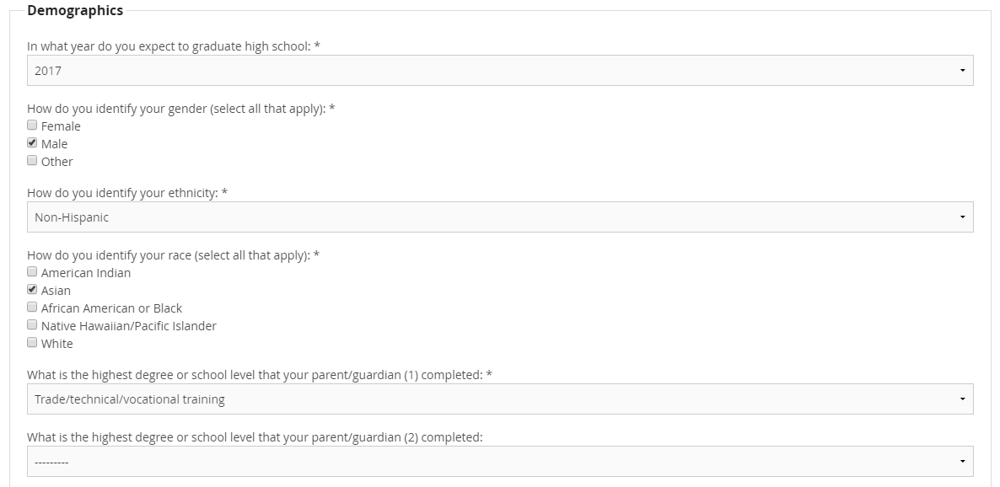 Demographics
In what year do you expect to graduate high school: *
2017
How do you identify your gender (select all that apply): *
Female
Male
Other
How do you identify your ethnicity: *
Non-Hispanic
How do you identify your race (select all that apply): *
American Indian
Asian
African American or Black
Native Hawaiian/Pacific Islander
White
What is the highest degree or school level that your parent/guardian (1) completed: *
Trade/technical/vocational training
What is the highest degree or school level that your parent/guardian (2) completed:
---------